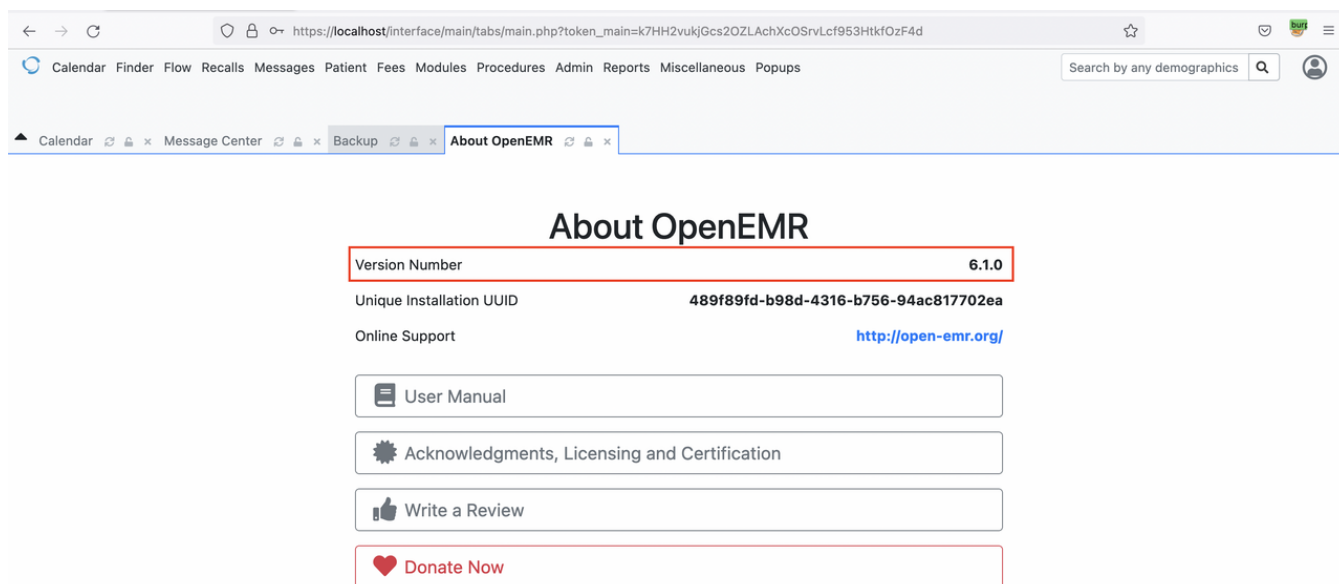 https://localhost/interface/main/tabs/main.php?token_main=k7HH2vukjGcs2OZLAchXcOSrvLcf953HtkfOzF4d
Calendar Finder Flow Recalls Messages Patient Fees Modules Procedures Admin Reports Miscellaneous Popups Search by any demographics
Calendar Message Center Backup About OpenEMR
About OpenEMR
Version Number 6.1.0
Unique Installation UUID 489f89fd-b98d-4316-b756-94ac817702ea
Online Support http://open-emr.org/
User Manual
Acknowledgments, Licensing and Certification
Write a Review
Donate Now